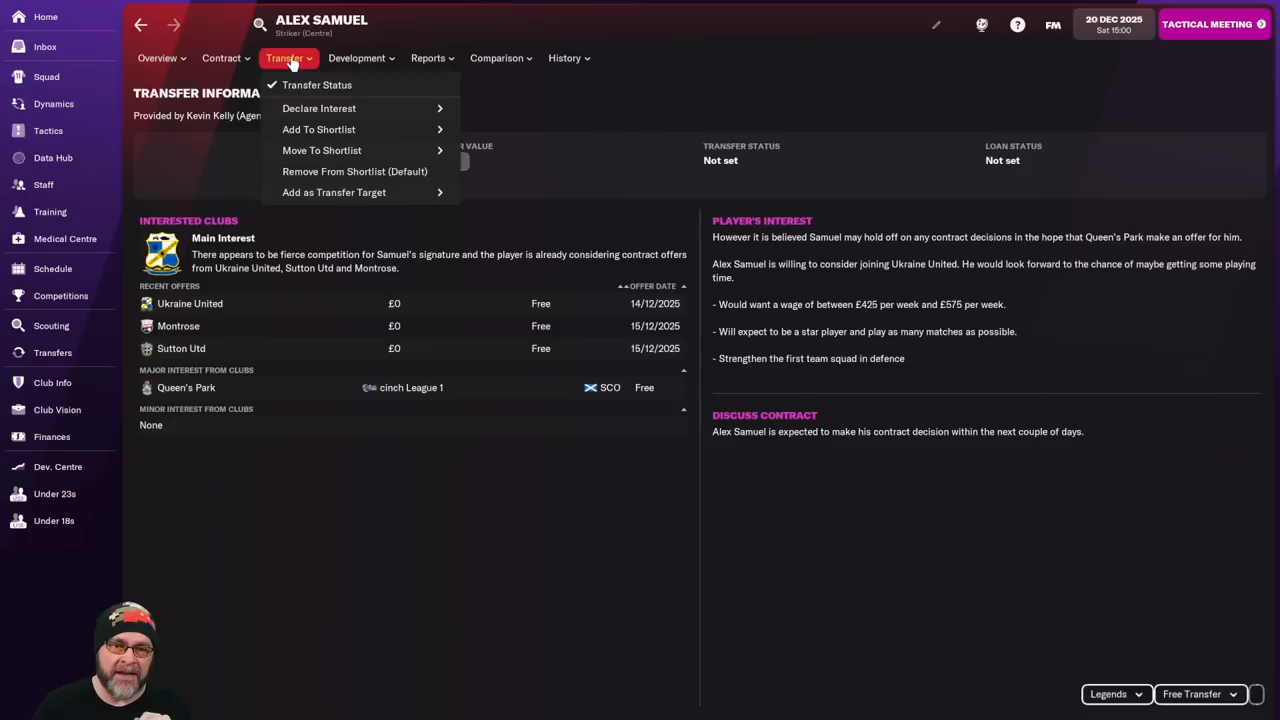 Home
Inbox
Squad
Dynamics
Tactics
Data Hub
Staff
Training
Medical Centre
Schedule
Competitions
Scouting
Transfers
Club Info
Club Vision
Finances
Dev. Centre
Under 23s
Under 18s
ALEX SAMUEL
Striker (Centre)
FM
20 DEC 2025
Sat 15:00
TACTICAL MEETING
Overview
Contract
Transfer
Development
Reports
Comparison
History
Transfer Status
Declare Interest
Add To Shortlist
Move To Shortlist
Remove From Shortlist (Default)
Add as Transfer Target
TRANSFER INFORMA
Provided by Kevin Kelly (Agen
VALUE
TRANSFER STATUS
Not set
LOAN STATUS
Not set
INTERESTED CLUBS
Main Interest
There appears to be fierce competition for Samuel's signature and the player is already considering contract offers
from Ukraine United, Sutton Utd and Montrose.
RECENT OFFERS OFFER DATE
Ukraine United £0 Free 14/12/2025
Montrose £0 Free 15/12/2025
Sutton Utd £0 Free 15/12/2025
MAJOR INTEREST FROM CLUBS
Queen's Park cinch League 1 SCO Free
MINOR INTEREST FROM CLUBS
None
PLAYER'S INTEREST
However it is believed Samuel may hold off on any contract decisions in the hope that Queen's Park make an offer for him.
Alex Samuel is willing to consider joining Ukraine United. He would look forward to the chance of maybe getting some playing
time.
- Would want a wage of between £425 per week and £575 per week.
- Will expect to be a star player and play as many matches as possible.
- Strengthen the first team squad in defence
DISCUSS CONTRACT
Alex Samuel is expected to make his contract decision within the next couple of days.
Legends
Free Transfer